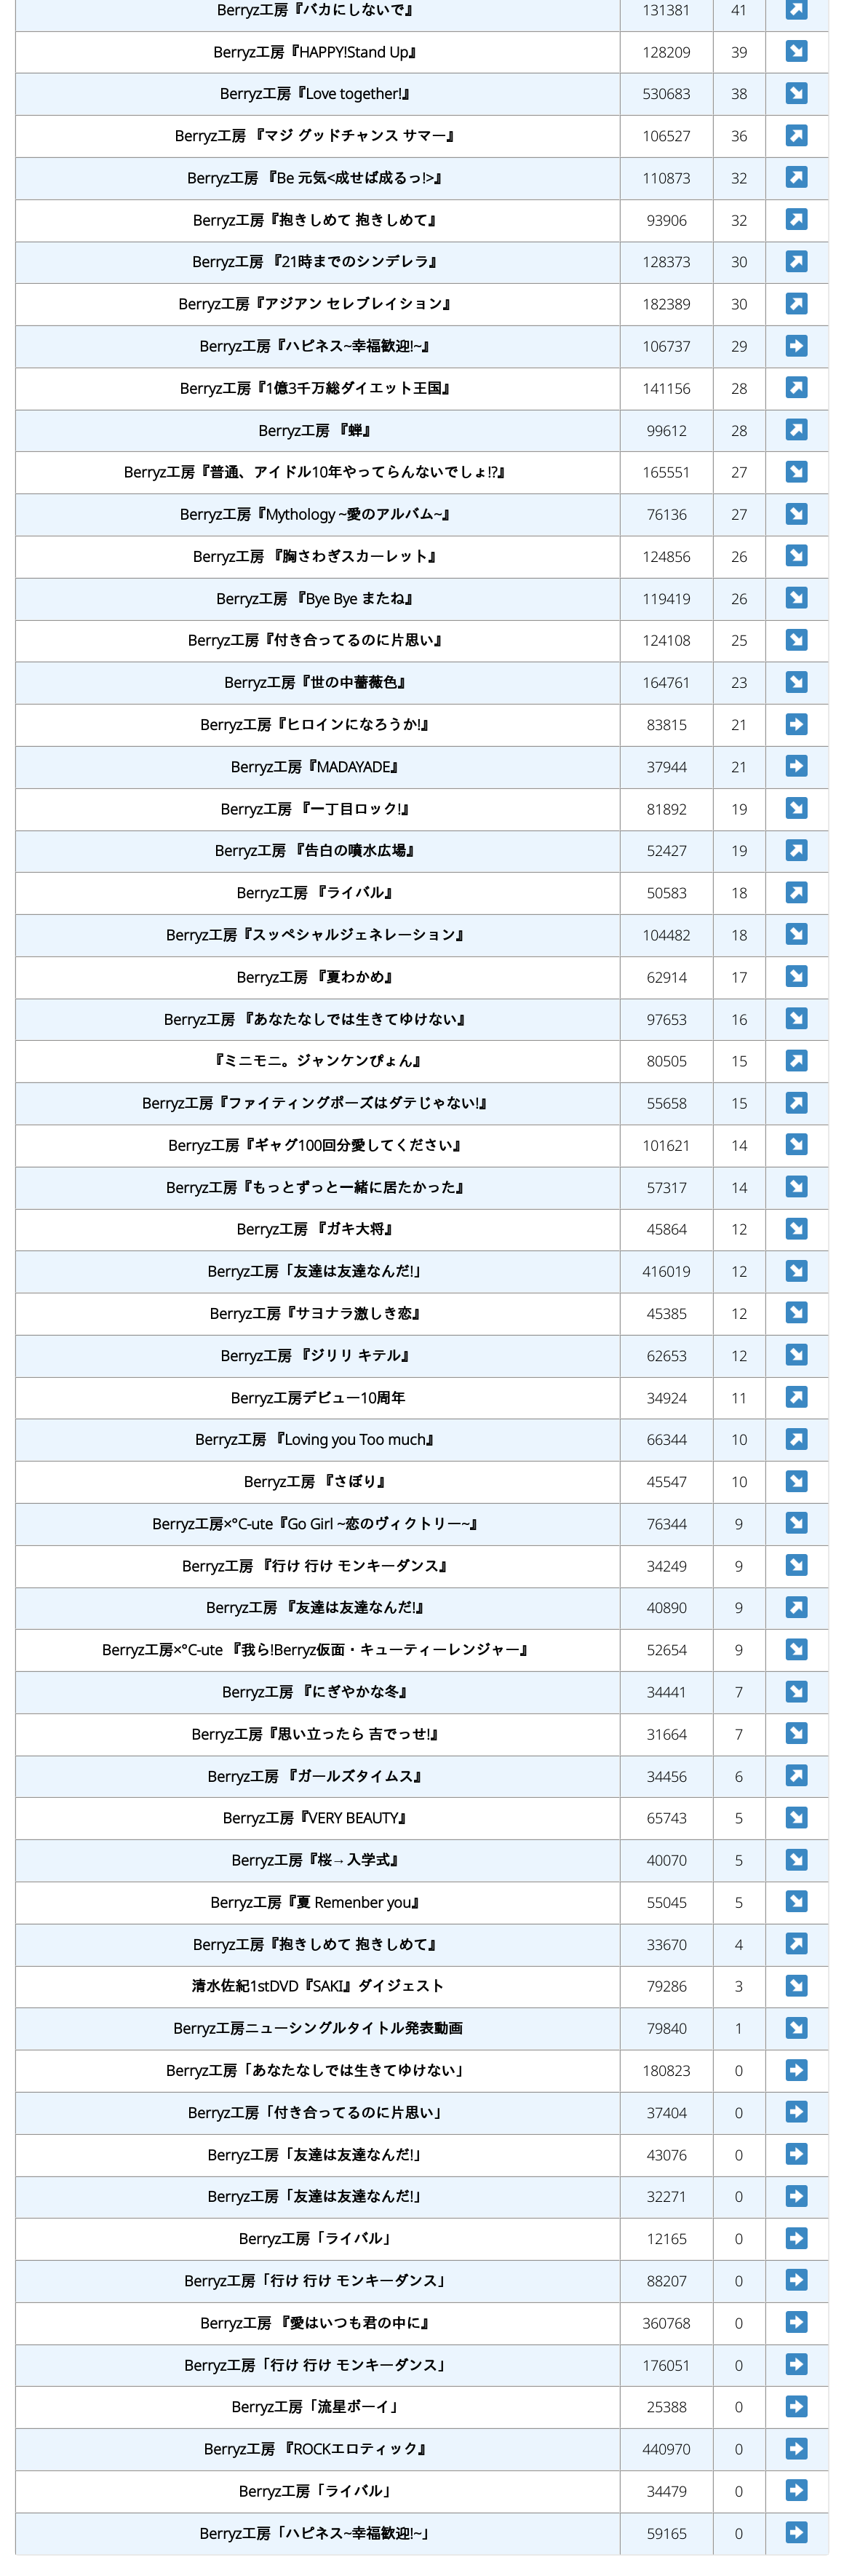 Berryz工房『バカにしないで』 131381 41 ↗
Berryz工房『HAPPY!Stand Up』 128209 39 ↘
Berryz工房『Love together!』 530683 38 ↘
Berryz工房 『マジ グッドチャンス サマー』 106527 36 ↗
Berryz工房 『Be 元気<成せば成るっ!>』 110873 32 ↗
Berryz工房『抱きしめて 抱きしめて』 93906 32 ↗
Berryz工房 『21時までのシンデレラ』 128373 30 ↗
Berryz工房『アジアン セレブレイション』 182389 30 ↗
Berryz工房『ハピネス~幸福歓迎!~』 106737 29 ➡
Berryz工房『1億3千万総ダイエット王国』 141156 28 ↗
Berryz工房 『蝉』 99612 28 ↗
Berryz工房『普通、アイドル10年やってらんないでしょ!?』 165551 27 ↘
Berryz工房『Mythology ~愛のアルバム~』 76136 27 ↘
Berryz工房 『胸さわぎスカーレット』 124856 26 ↘
Berryz工房 『Bye Bye またね』 119419 26 ↘
Berryz工房『付き合ってるのに片思い』 124108 25 ↘
Berryz工房『世の中薔薇色』 164761 23 ↘
Berryz工房『ヒロインになろうか!』 83815 21 ➡
Berryz工房『MADAYADE』 37944 21 ➡
Berryz工房 『一丁目ロック!』 81892 19 ↘
Berryz工房 『告白の噴水広場』 52427 19 ↗
Berryz工房 『ライバル』 50583 18 ↗
Berryz工房『スッペシャルジェネレーション』 104482 18 ↘
Berryz工房 『夏わかめ』 62914 17 ↘
Berryz工房 『あなたなしでは生きてゆけない』 97653 16 ↘
『ミニモニ。ジャンケンぴょん』 80505 15 ↗
Berryz工房『ファイティングポーズはダテじゃない!』 55658 15 ↗
Berryz工房『ギャグ100回分愛してください』 101621 14 ↘
Berryz工房『もっとずっと一緒に居たかった』 57317 14 ↘
Berryz工房 『ガキ大将』 45864 12 ↘
Berryz工房「友達は友達なんだ!」 416019 12 ↘
Berryz工房『サヨナラ激しき恋』 45385 12 ↘
Berryz工房 『ジリリ キテル』 62653 12 ↘
Berryz工房デビュー10周年 34924 11 ↗
Berryz工房 『Loving you Too much』 66344 10 ↗
Berryz工房 『さぼり』 45547 10 ↘
Berryz工房×°C-ute『Go Girl ~恋のヴィクトリー~』 76344 9 ↘
Berryz工房 『行け 行け モンキーダンス』 34249 9 ↘
Berryz工房 『友達は友達なんだ!』 40890 9 ↗
Berryz工房×°C-ute 『我ら!Berryz仮面・キューティーレンジャー』 52654 9 ↘
Berryz工房 『にぎやかな冬』 34441 7 ↘
Berryz工房『思い立ったら 吉でっせ!』 31664 7 ↘
Berryz工房 『ガールズタイムス』 34456 6 ↗
Berryz工房『VERY BEAUTY』 65743 5 ↘
Berryz工房『桜→入学式』 40070 5 ↘
Berryz工房『夏 Remenber you』 55045 5 ↘
Berryz工房『抱きしめて 抱きしめて』 33670 4 ↗
清水佐紀1stDVD『SAKI』ダイジェスト 79286 3 ↘
Berryz工房ニューシングルタイトル発表動画 79840 1 ↘
Berryz工房「あなたなしでは生きてゆけない」 180823 0 ➡
Berryz工房「付き合ってるのに片思い」 37404 0 ➡
Berryz工房「友達は友達なんだ!」 43076 0 ➡
Berryz工房「友達は友達なんだ!」 32271 0 ➡
Berryz工房「ライバル」 12165 0 ➡
Berryz工房「行け 行け モンキーダンス」 88207 0 ➡
Berryz工房 『愛はいつも君の中に』 360768 0 ➡
Berryz工房「行け 行け モンキーダンス」 176051 0 ➡
Berryz工房「流星ボーイ」 25388 0 ➡
Berryz工房 『ROCKエロティック』 440970 0 ➡
Berryz工房「ライバル」 34479 0 ➡
Berryz工房「ハピネス~幸福歓迎!~」 59165 0 ➡